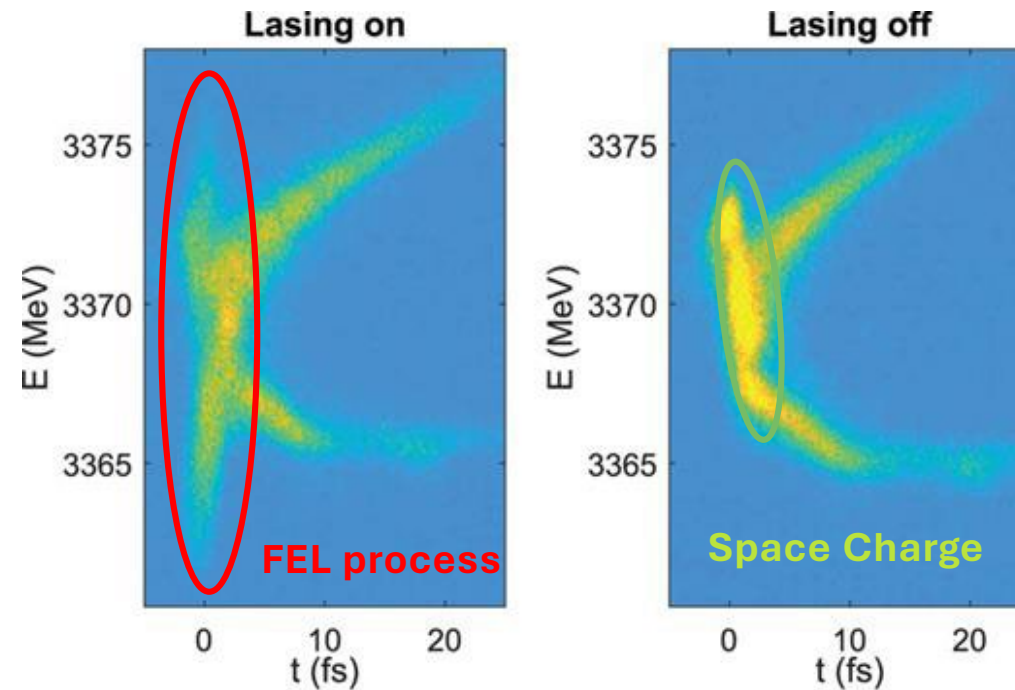 Lasing on
3375
3370
3365
E (MeV)
FEL process
0 10 20
t (fs)
Lasing off
3375
3370
3365
E (MeV)
Space Charge
0 10 20
t (fs)